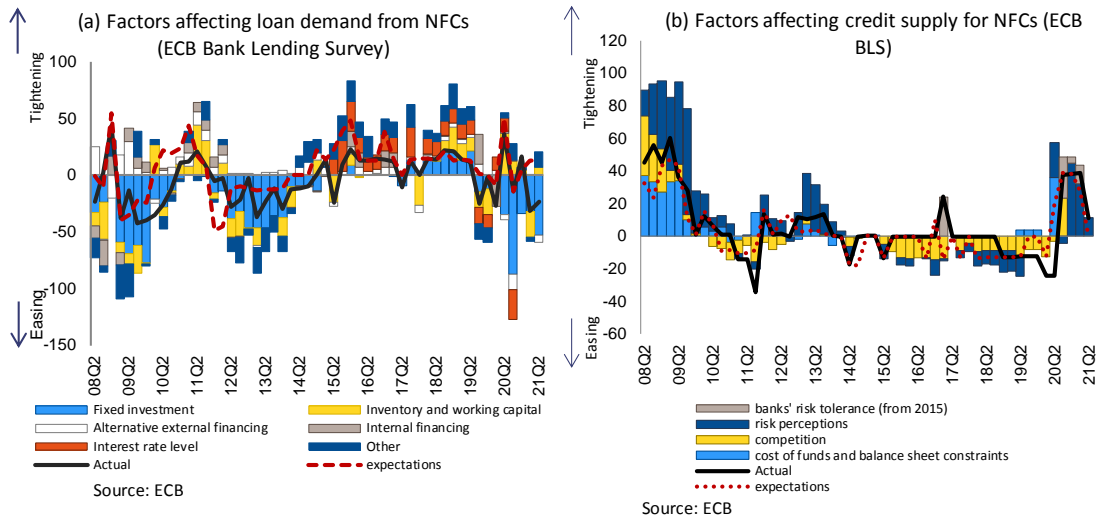 (a) Factors affecting loan demand from NFCs
(ECB Bank Lending Survey)
Tightening
Easing
100
50
0
-50
-100
-150
08Q2
09Q2
10Q2
11Q2
12Q2
13Q2
14Q2
15Q2
16Q2
17Q2
18Q2
19Q2
20Q2
21Q2
Fixed investment
Inventory and working capital
Alternative external financing
Internal financing
Interest rate level
Other
Actual
expectations
Source: ECB
(b) Factors affecting credit supply for NFCs (ECB
BLS)
Tightening
Easing
120
100
80
60
40
20
0
-20
-40
-60
08Q2
09Q2
10Q2
11Q2
12Q2
13Q2
14Q2
15Q2
16Q2
17Q2
18Q2
19Q2
20Q2
21Q2
banks' risk tolerance (from 2015)
risk perceptions
competition
cost of funds and balance sheet constraints
Actual
expectations
Source: ECB